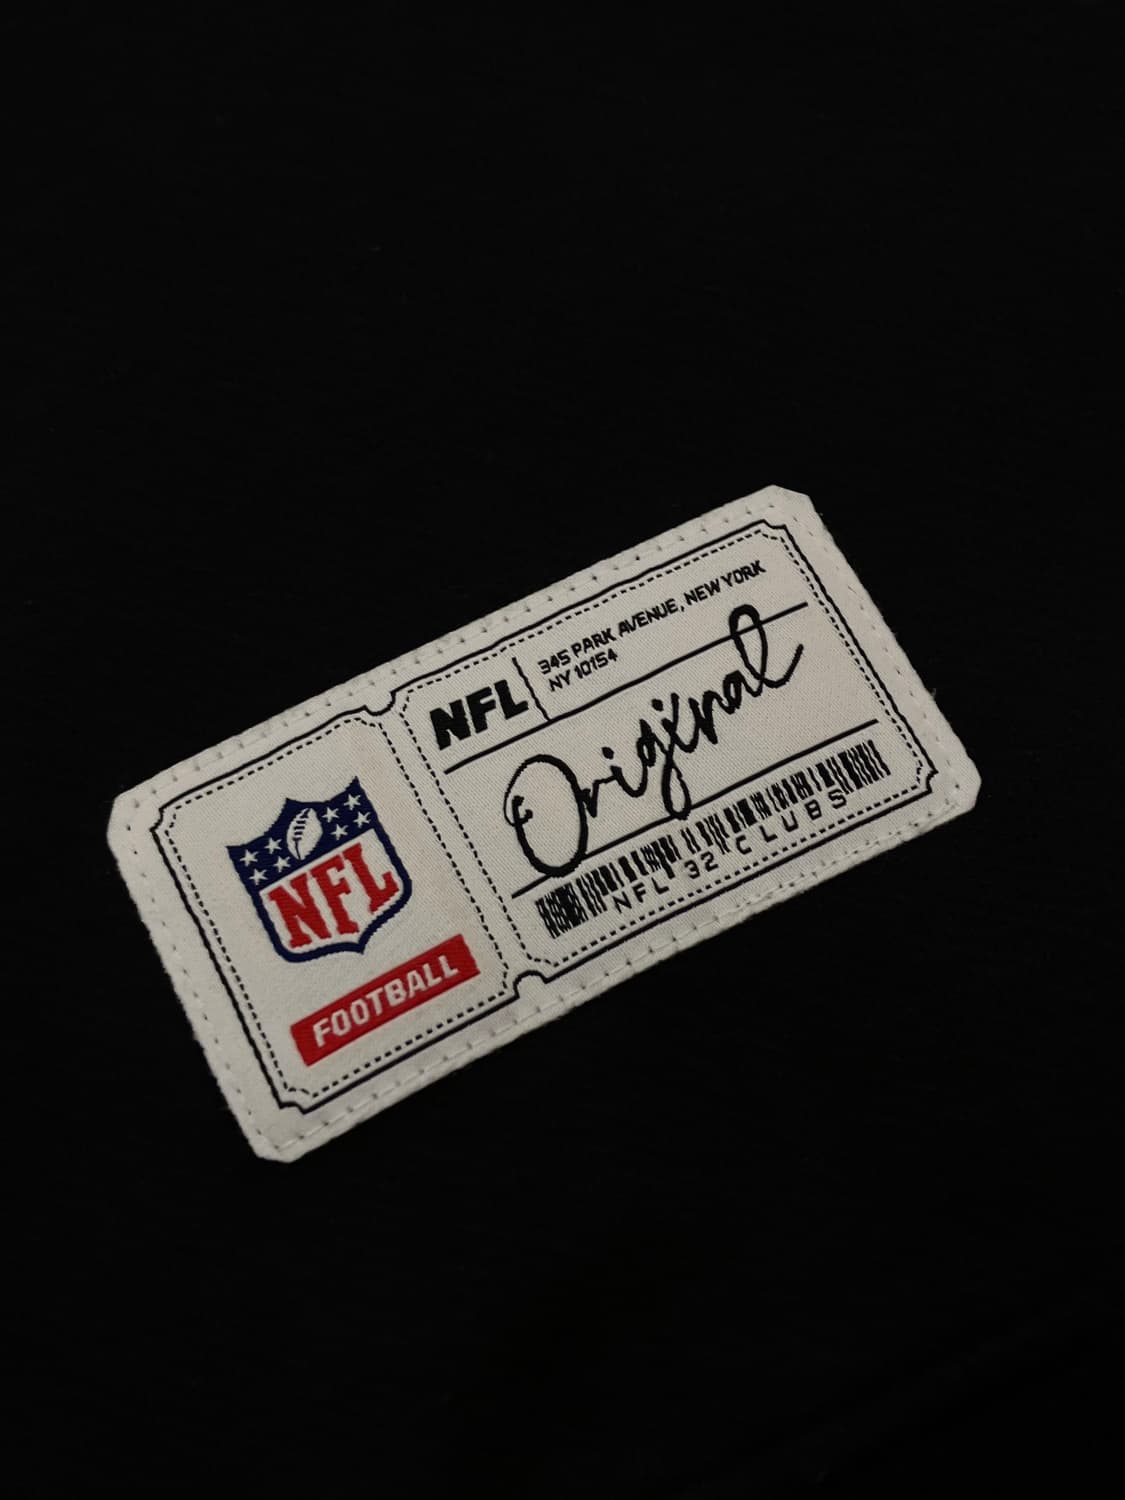 NFL
FOOTBALL
NFL
345 PARK AVENUE, NEW YORK
NY 10154
Original
NFL 32 CLUBS